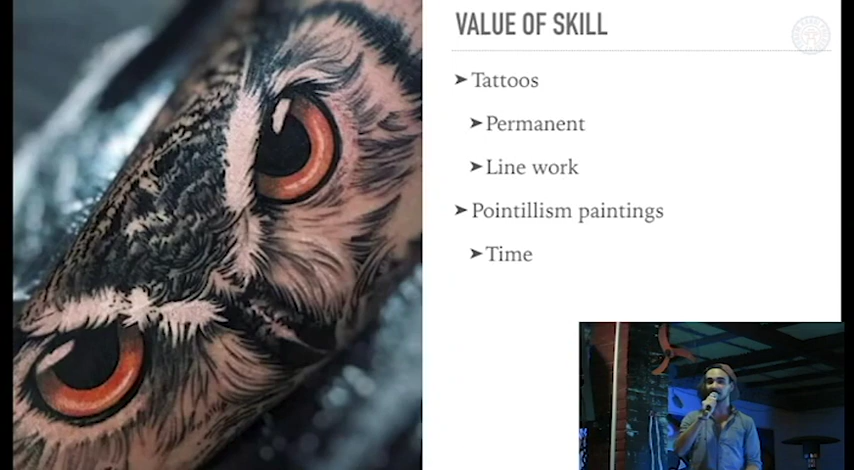 VALUE OF SKILL
➤ Tattoos
➤ Permanent
➤ Line work
➤ Pointillism paintings
➤ Time